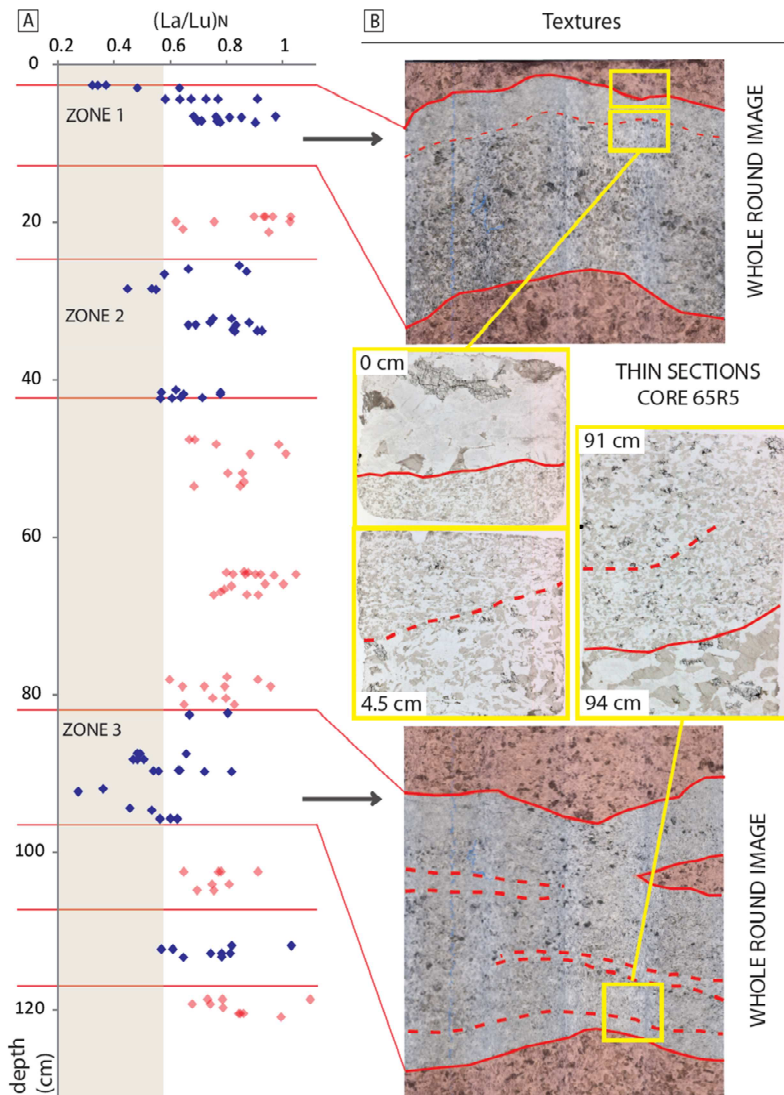 A
(La/Lu)N
B
Textures
0.2 0.4 0.6 0.8 1
0
ZONE 1
20
ZONE 2
40
60
80
ZONE 3
100
120
depth
(cm)
WHOLE ROUND IMAGE
0 cm
THIN SECTIONS
CORE 65R5
91 cm
4.5 cm
94 cm
WHOLE ROUND IMAGE